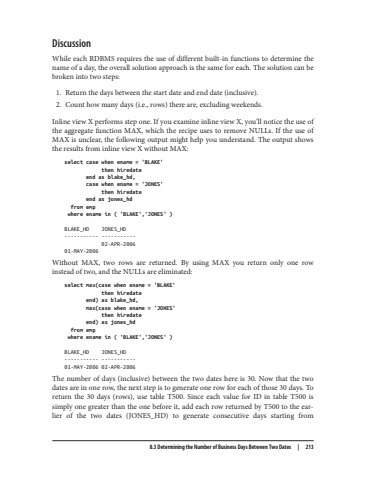 Discussion
While each RDBMS requires the use of different built-in functions to determine the
name of a day, the overall solution approach is the same for each. The solution can be
broken into two steps:
1. Return the days between the start date and end date (inclusive).
2. Count how many days (i.e., rows) there are, excluding weekends.
Inline view X performs step one. If you examine inline view X, you'll notice the use of
the aggregate function MAX, which the recipe uses to remove NULLs. If the use of
MAX is unclear, the following output might help you understand. The output shows
the results from inline view X without MAX:
select case when ename = 'BLAKE'
then hiredate
end as blake_hd,
case when ename = 'JONES'
then hiredate
end as jones_hd
from emp
where ename in ( 'BLAKE','JONES' )
BLAKE_HD JONES_HD
----------- -----------
02-APR-2006
01-MAY-2006
Without MAX, two rows are returned. By using MAX you return only one row
instead of two, and the NULLs are eliminated:
select max(case when ename = 'BLAKE'
then hiredate
end) as blake_hd,
max(case when ename = 'JONES'
then hiredate
end) as jones_hd
from emp
where ename in ( 'BLAKE','JONES' )
BLAKE_HD JONES_HD
----------- -----------
01-MAY-2006 02-APR-2006
The number of days (inclusive) between the two dates here is 30. Now that the two
dates are in one row, the next step is to generate one row for each of those 30 days. To
return the 30 days (rows), use table T500. Since each value for ID in table T500 is
simply one greater than the one before it, add each row returned by T500 to the ear-
lier of the two dates (JONES_HD) to generate consecutive days starting from
8.3 Determining the Number of Business Days Between Two Dates | 213